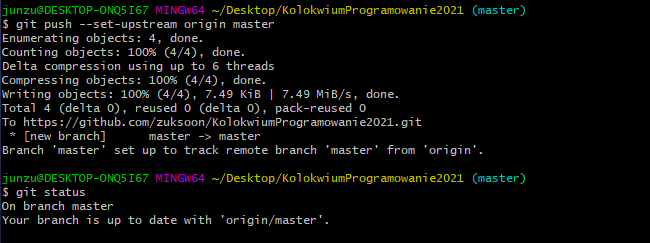 junzu@DESKTOP-ONQ5I67 MINGW64 ~/Desktop/KolokwiumProgramowanie2021 (master)
$ git push --set-upstream origin master
Enumerating objects: 4, done.
Counting objects: 100% (4/4), done.
Delta compression using up to 6 threads
Compressing objects: 100% (4/4), done.
Writing objects: 100% (4/4), 7.49 KiB | 7.49 MiB/s, done.
Total 4 (delta 0), reused 0 (delta 0), pack-reused 0
To https://github.com/zuksoon/KolokwiumProgramowanie2021.git
 * [new branch]      master -> master
Branch 'master' set up to track remote branch 'master' from 'origin'.
junzu@DESKTOP-ONQ5I67 MINGW64 ~/Desktop/KolokwiumProgramowanie2021 (master)
$ git status
On branch master
Your branch is up to date with 'origin/master'.